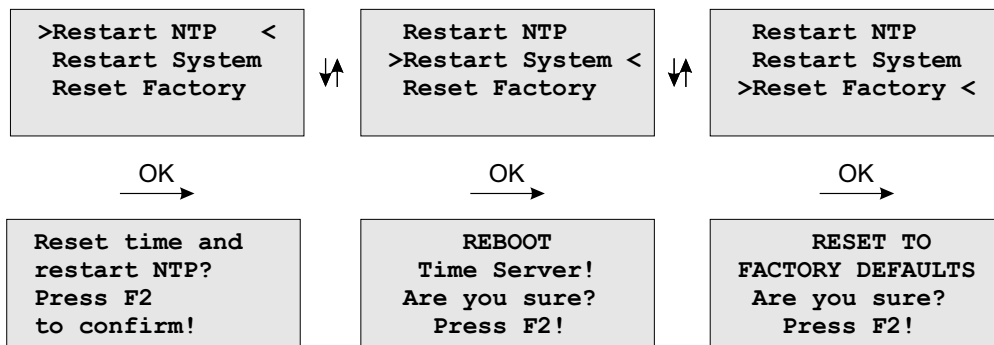 >Restart NTP <
Restart System
Reset Factory
Restart NTP
>Restart System <
Reset Factory
Restart NTP
Restart System
>Reset Factory <
OK
OK
OK
Reset time and
restart NTP?
Press F2
to confirm!
REBOOT
Time Server!
Are you sure?
Press F2!
RESET TO
FACTORY DEFAULTS
Are you sure?
Press F2!